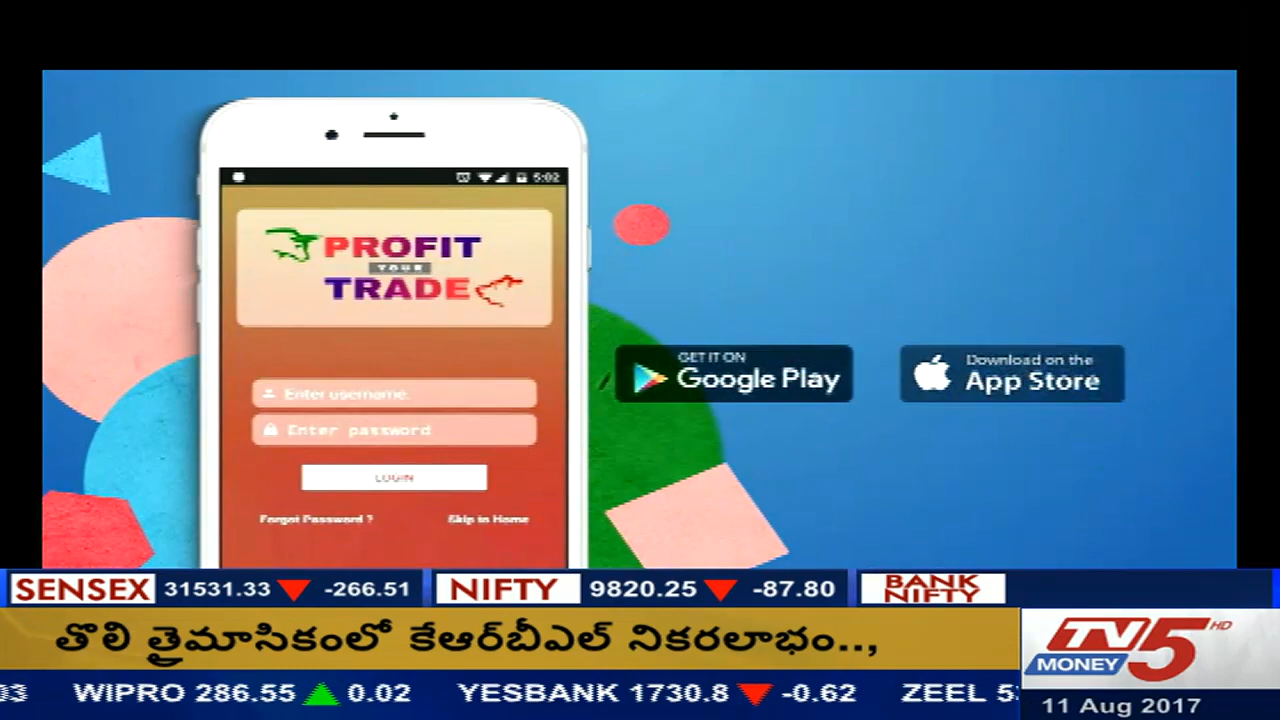 5:02
PROFIT
YOUR
TRADE
Enter username.
Enter password
LOGIN
Forgot Password ?
Skip to Home
GET IT ON
Google Play
Download on the
App Store
SENSEX 31531.33 -266.51 NIFTY 9820.25 -87.80 BANK NIFTY
తొలి త్రైమాసికంలో కేఆర్‌బీఎల్ నికరలాభం..,
TV5 HD
MONEY
03 WIPRO 286.55 0.02 YESBANK 1730.8 -0.62 ZEEL
11 Aug 2017